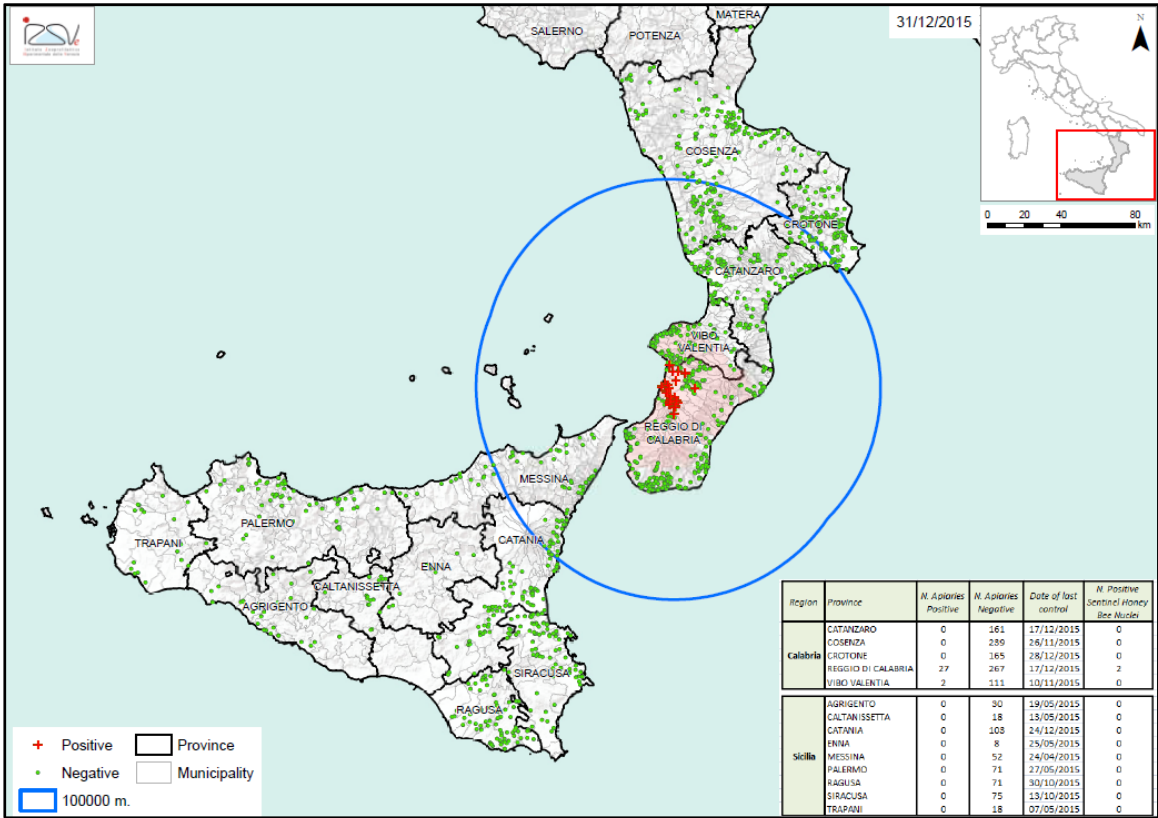 31/12/2015
N
MATERA
SALERNO
POTENZA
COSENZA
CROTONE
CATANZARO
VIBO
VALENTIA
REGGIO DI
CALABRIA
MESSINA
PALERMO
TRAPANI
CATANIA
ENNA
CALTANISSETTA
AGRIGENTO
SIRACUSA
RAGUSA
0 20 40 80
km
Positive Province
Negative Municipality
100000 m.
Region Province N. Apiaries Positive N. Apiaries Negative Date of last control N. Positive Sentinel Honey Bee Nuclei
Calabria
CATANZARO 0 161 17/12/2015 0
COSENZA 0 26/11/2015 0
CROTONE 0 165 28/12/2015 0
REGGIO DI CALABRIA 27 267 17/12/2015 2
VIBO VALENTIA 2 111 10/11/2015 0
Sicilia
AGRIGENTO 0 30 19/05/2015 0
CALTANISSETTA 0 18 13/05/2015 0
CATANIA 0 24/12/2015 0
ENNA 0 8 25/05/2015 0
MESSINA 0 52 24/04/2015 0
PALERMO 0 71 27/05/2015 0
RAGUSA 0 71 30/10/2015 0
SIRACUSA 0 75 13/10/2015 0
TRAPANI 0 18 07/05/2015 0